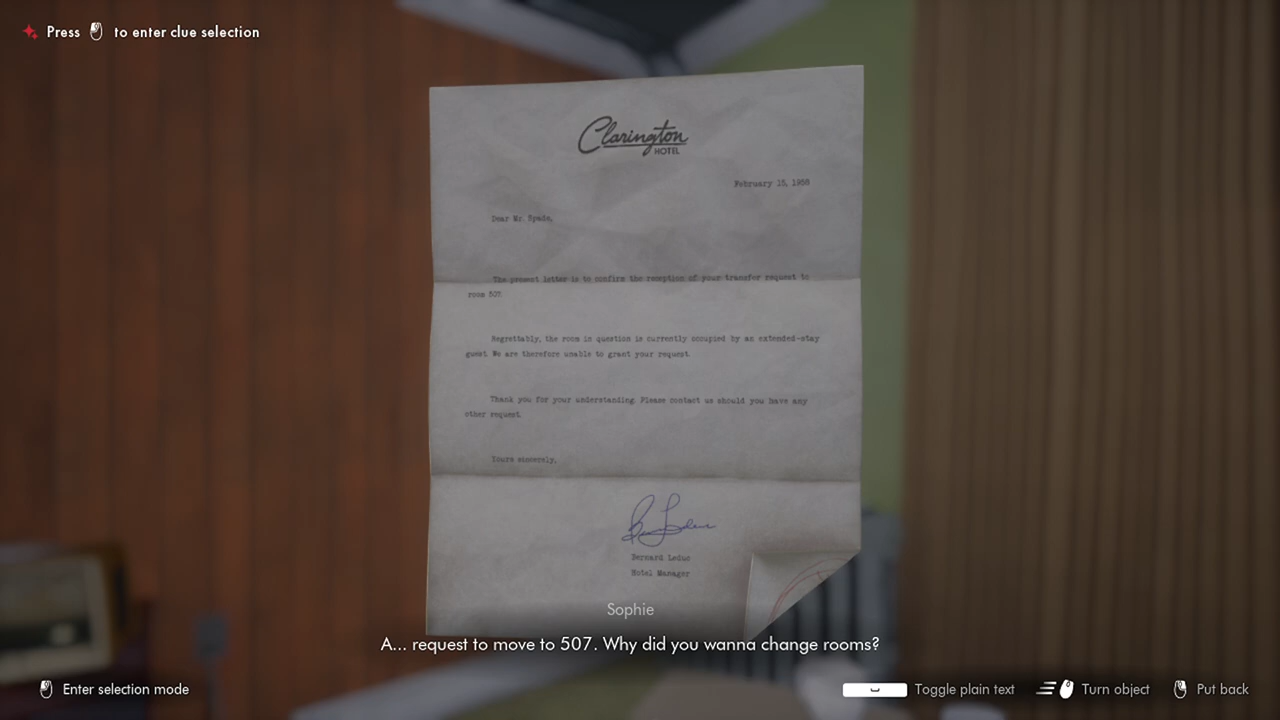 Press to enter clue selection
Clarington
HOTEL
February 15, 1958
Dear Mr. Spade,
The present letter is to confirm the reception of your transfer request to
room 507.
Regrettably, the room in question is currently occupied by an extended-stay
guest. We are therefore unable to grant your request.
Thank you for your understanding. Please contact us should you have any
other request.
Yours sincerely,
Bernard Leduc
Hotel Manager
Sophie
A... request to move to 507. Why did you wanna change rooms?
Enter selection mode
Toggle plain text
Turn object
Put back